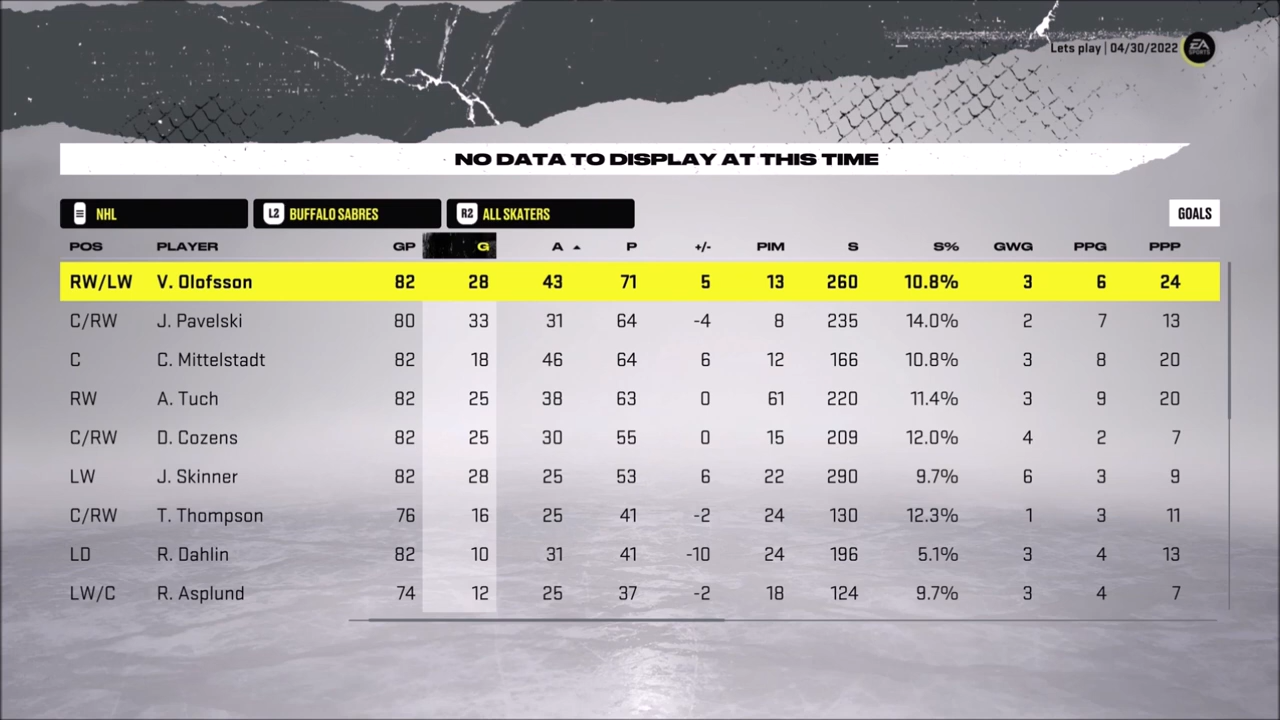 Lets play | 04/30/2022 EA SPORTS
NO DATA TO DISPLAY AT THIS TIME
NHL L2 BUFFALO SABRES R2 ALL SKATERS GOALS
POS PLAYER GP G A P +/- PIM S S% GWG PPG PPP
RW/LW V. Olofsson 82 28 43 71 5 13 260 10.8% 3 6 24
C/RW J. Pavelski 80 33 31 64 -4 8 235 14.0% 2 7 13
C C. Mittelstadt 82 18 46 64 6 12 166 10.8% 3 8 20
RW A. Tuch 82 25 38 63 0 61 220 11.4% 3 9 20
C/RW D. Cozens 82 25 30 55 0 15 209 12.0% 4 2 7
LW J. Skinner 82 28 25 53 6 22 290 9.7% 6 3 9
C/RW T. Thompson 76 16 25 41 -2 24 130 12.3% 1 3 11
LD R. Dahlin 82 10 31 41 -10 24 196 5.1% 3 4 13
LW/C R. Asplund 74 12 25 37 -2 18 124 9.7% 3 4 7